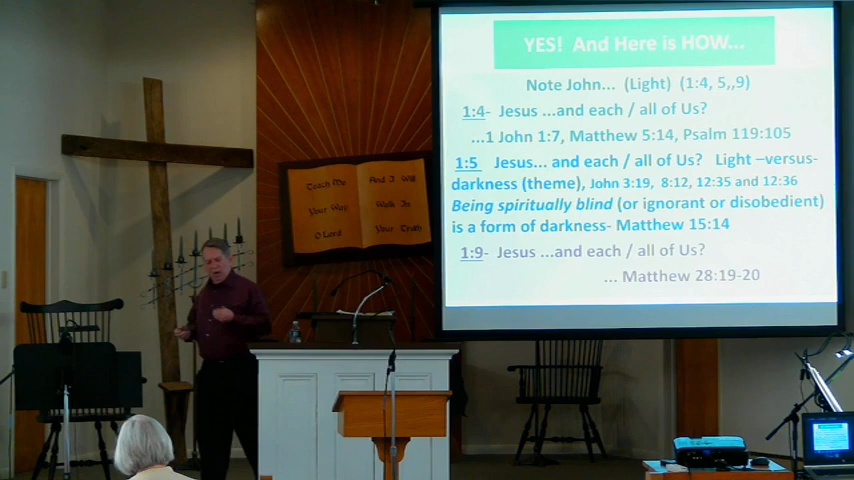 YES! And Here is HOW...
Note John... (Light) (1:4, 5,,9)
1:4- Jesus ...and each / all of Us?
...1 John 1:7, Matthew 5:14, Psalm 119:105
1:5 Jesus... and each / all of Us? Light –versus-
darkness (theme), John 3:19, 8:12, 12:35 and 12:36
Being spiritually blind (or ignorant or disobedient)
is a form of darkness- Matthew 15:14
1:9- Jesus ...and each / all of Us?
... Matthew 28:19-20
Teach Me
Your Way
O Lord
And I Will
Walk In
Your Truth